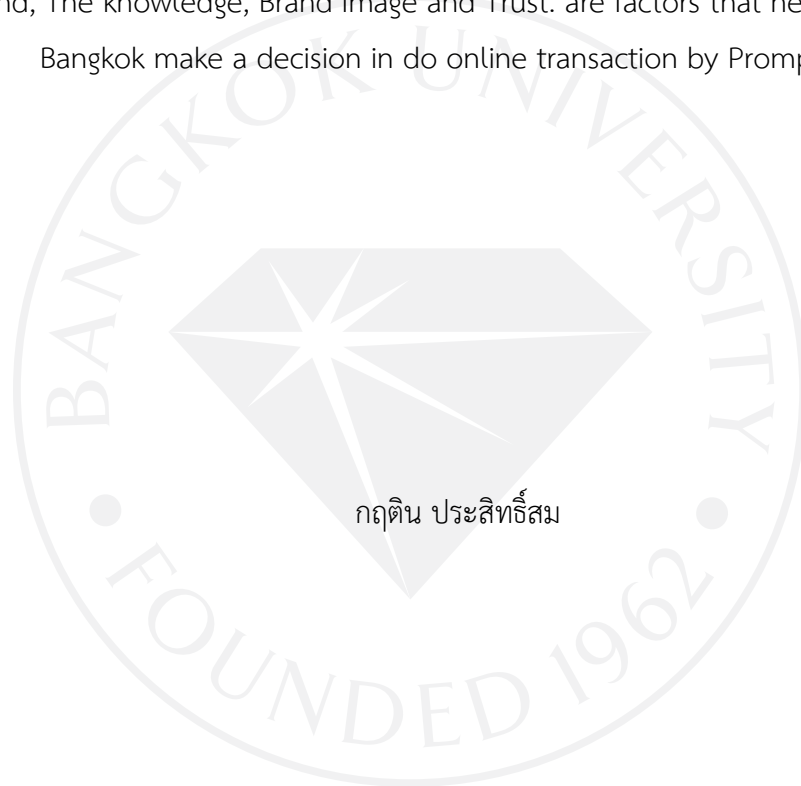 nd, The knowledge, Brand image and Trust. are factors that he
Bangkok make a decision in do online transaction by Promp
BANGKOK UNIVERSITY
กฤติน ประสิทธิ์สม
FOUNDED 1962